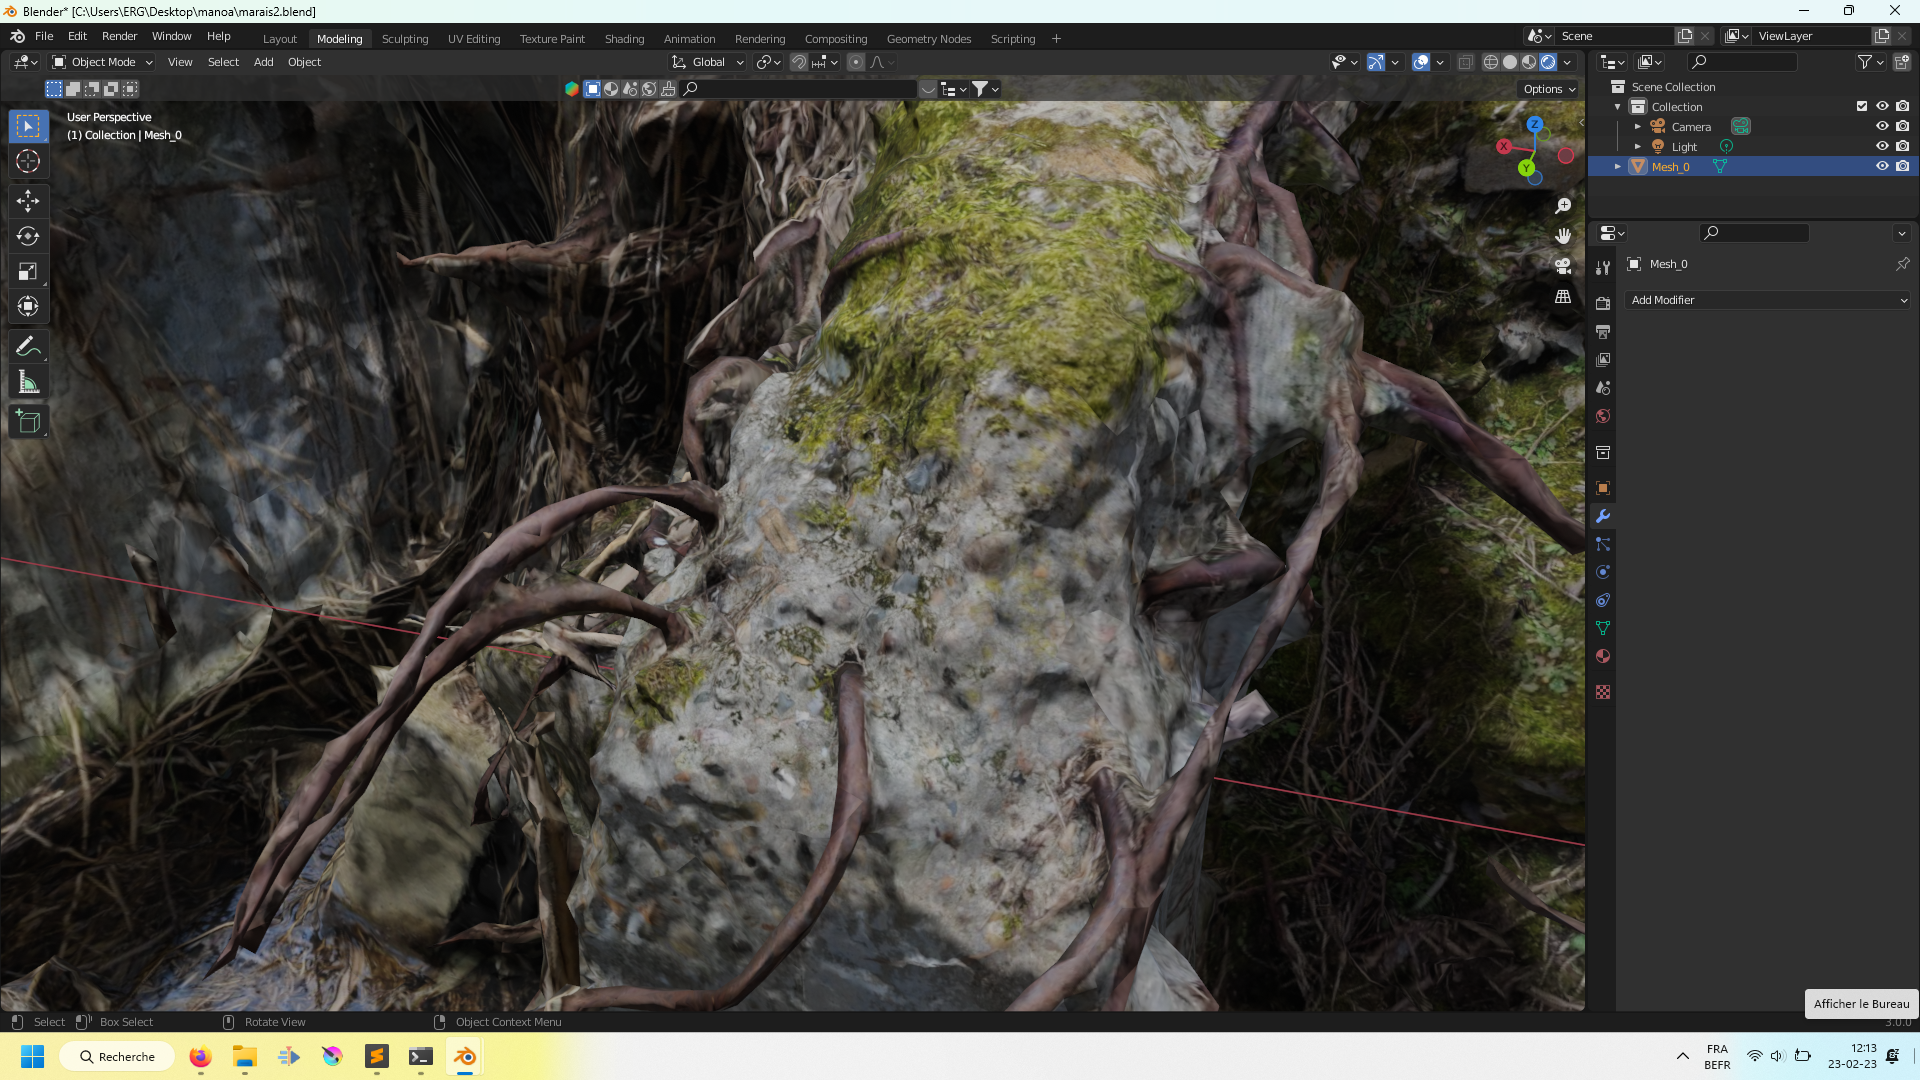 Blender* [C:\Users\ERG\Desktop\manoa\marais2.blend]
File Edit Render Window Help Layout Modeling Sculpting UV Editing Texture Paint Shading Animation Rendering Compositing Geometry Nodes Scripting + Scene ViewLayer
Object Mode View Select Add Object Global
Options
User Perspective
(1) Collection | Mesh_0
Z
X
Y
Scene Collection
Collection
Camera
Light
Mesh_0
Mesh_0
Add Modifier
Afficher le Bureau
Select Box Select Rotate View Object Context Menu 3.0.0
Recherche
FRA
BEFR
12:13
23-02-23